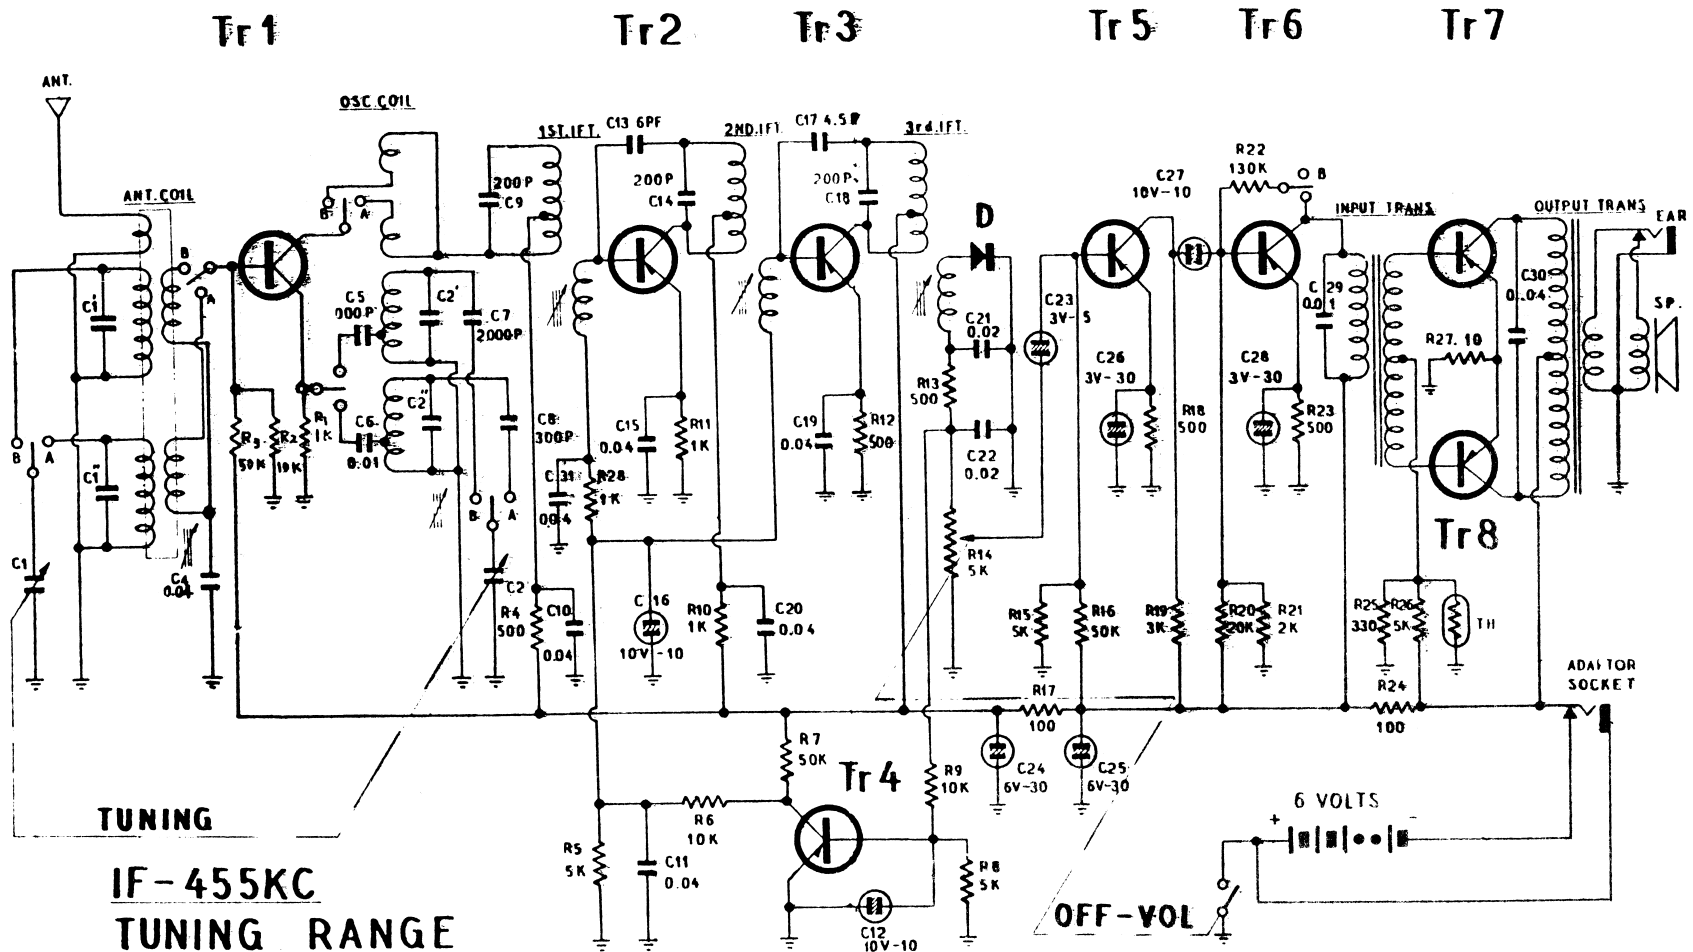 Tr1
Tr2
Tr3
Tr5
Tr6
Tr7
ANT.
OSC.COIL
1ST.IFT.
C13 6PF
2ND.IFT.
C17 4.5P
3rd.IFT.
R22
130K
B
C27
10V-10
ANT.COIL
200P
C9
200P
C14
200P
C18
D
INPUT TRANS
OUTPUT TRANS
EAR
B
A
B
A
C1'
C5
C2'
C7
2000P
C21
0.02
C23
3V-5
C29
C30
SP.
R27. 10
R13
500
C26
3V-30
C28
3V-30
R3
50K
R2
10K
R1
1K
C6
0.01
C2"
C8
300P
C15
0.04
R11
1K
C19
0.04
R12
500
C22
0.02
R18
500
R23
500
B
A
C1"
C31
R28
1K
B
A
Tr8
C1
C4
0.04
C2
R4
500
C10
0.04
C16
10V-10
R10
1K
C20
0.04
R14
5K
R15
5K
R16
50K
R19
3K
R20
20K
R21
2K
R25
330
R26
5K
TH
ADAPTOR
SOCKET
R17
100
R24
100
R7
50K
Tr4
R9
10K
C24
6V-30
C25
6V-30
6 VOLTS
+
-
TUNING
R6
10K
R5
5K
C11
0.04
R8
5K
C12
10V-10
OFF-VOL
IF-455KC
TUNING RANGE